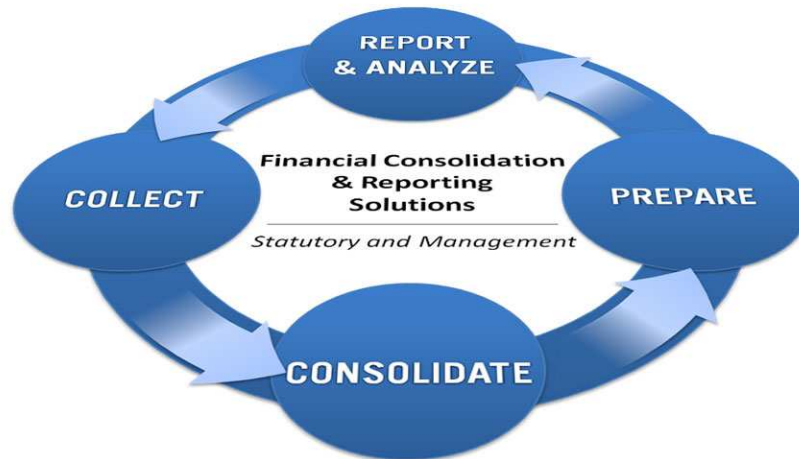 REPORT
& ANALYZE
COLLECT
Financial Consolidation
& Reporting
Solutions
Statutory and Management
PREPARE
CONSOLIDATE